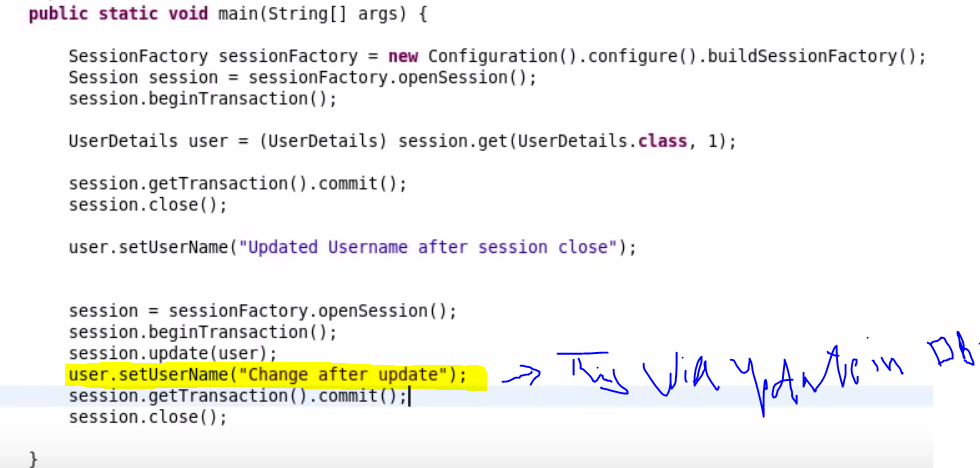 public static void main(String[] args) {
SessionFactory sessionFactory = new Configuration().configure().buildSessionFactory();
Session session = sessionFactory.openSession();
session.beginTransaction();
UserDetails user = (UserDetails) session.get(UserDetails.class, 1);
session.getTransaction().commit();
session.close();
user.setUserName("Updated Username after session close");
session = sessionFactory.openSession();
session.beginTransaction();
session.update(user);
user.setUserName("Change after update");
This will update in DB
session.getTransaction().commit();
session.close();
}